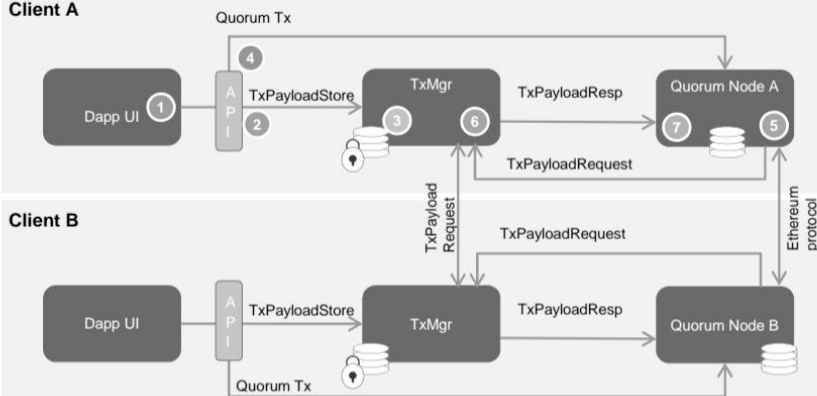 Client A
Quorum Tx
4
Dapp UI
1
A
P
I
TxPayloadStore
2
TxMgr
3
6
TxPayloadResp
Quorum Node A
7
5
TxPayloadRequest
TxPayload
Request
Ethereum
protocol
Client B
TxPayloadRequest
Dapp UI
A
P
I
TxPayloadStore
TxMgr
TxPayloadResp
Quorum Node B
Quorum Tx